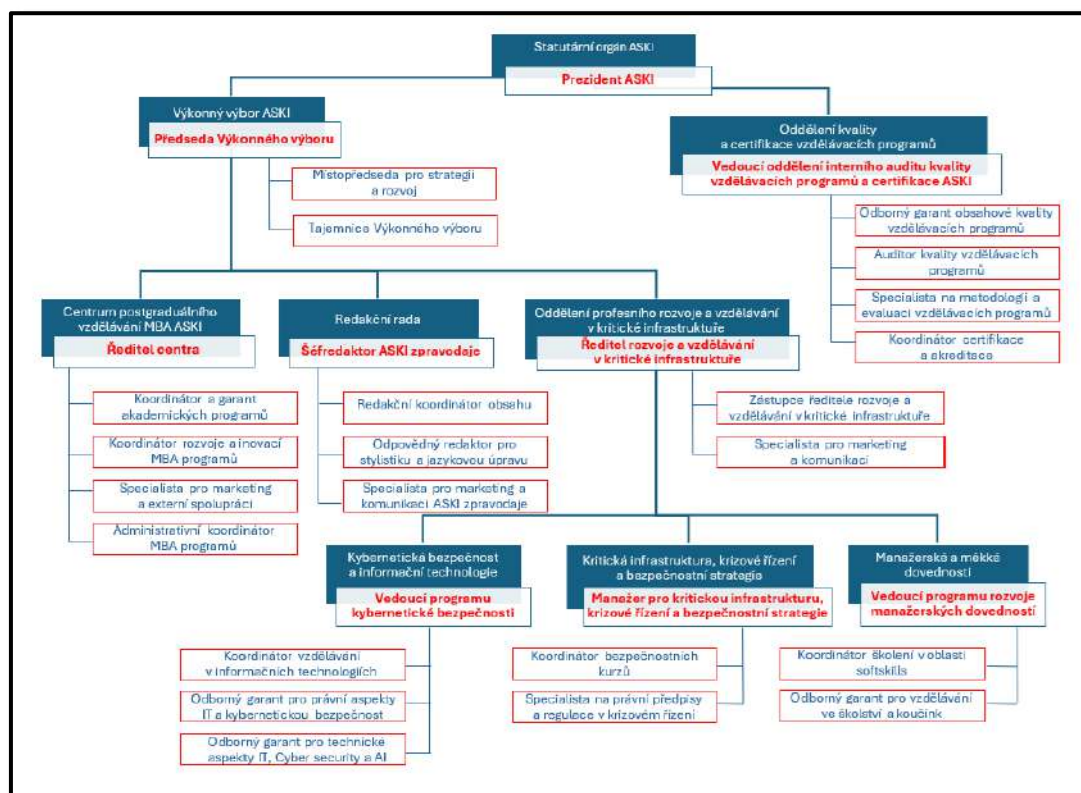 Statutární orgán ASKI
Prezident ASKI
Výkonný výbor ASKI
Předseda Výkonného výboru
Místopředseda pro strategii
a rozvoj
Tajemnice Výkonného výboru
Oddělení kvality
a certifikace vzdělávacích programů
Vedoucí oddělení interního auditu kvality
vzdělávacích programů a certifikace ASKI
Odborný garant obsahové kvality
vzdělávacích programů
Auditor kvality vzdělávacích
programů
Specialista na metodologii a
evaluaci vzdělávacích programů
Koordinátor certifikace
a akreditace
Centrum postgraduálního
vzdělávání MBA ASKI
Ředitel centra
Koordinátor a garant
akademických programů
Koordinátor rozvoje a inovací
MBA programů
Specialista pro marketing
a externí spolupráci
Administrativní koordinátor
MBA programů
Redakční rada
Šéfredaktor ASKI zpravodaje
Redakční koordinátor obsahu
Odpovědný redaktor pro
stylistiku a jazykovou úpravu
Specialista pro marketing a
komunikaci ASKI zpravodaje
Oddělení profesního rozvoje a vzdělávání
v kritické infrastruktuře
Ředitel rozvoje a vzdělávání
v kritické infrastruktuře
Zástupce ředitele rozvoje a
vzdělávání v kritické infrastruktuře
Specialista pro marketing
a komunikaci
Kybernetická bezpečnost
a informační technologie
Vedoucí programu
kybernetické bezpečnosti
Koordinátor vzdělávání
v informačních technologiích
Odborný garant pro právní aspekty
IT a kybernetickou bezpečnost
Odborný garant pro technické
aspekty IT, Cyber security a AI
Kritická infrastruktura, krizové řízení
a bezpečnostní strategie
Manažer pro kritickou infrastrukturu,
krizové řízení a bezpečnostní strategie
Koordinátor bezpečnostních
kurzů
Specialista na právní předpisy
a regulace v krizovém řízení
Manažerská a měkké
dovednosti
Vedoucí programu rozvoje
manažerských dovedností
Koordinátor školení v oblasti
softskills
Odborný garant pro vzdělávání
ve školství a koučink